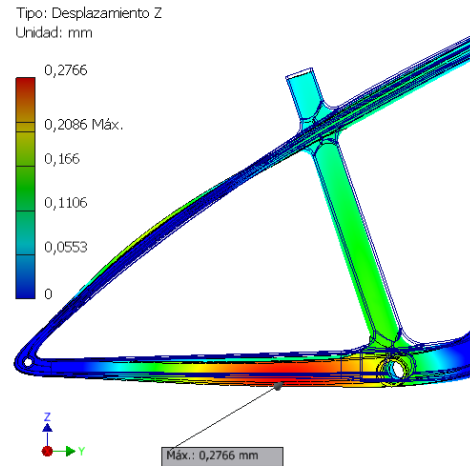 Tipo: Desplazamiento Z
Unidad: mm
0,2766
0,2086 Máx.
0,166
0,1106
0,0553
0
Z
Y
Máx.: 0,2766 mm